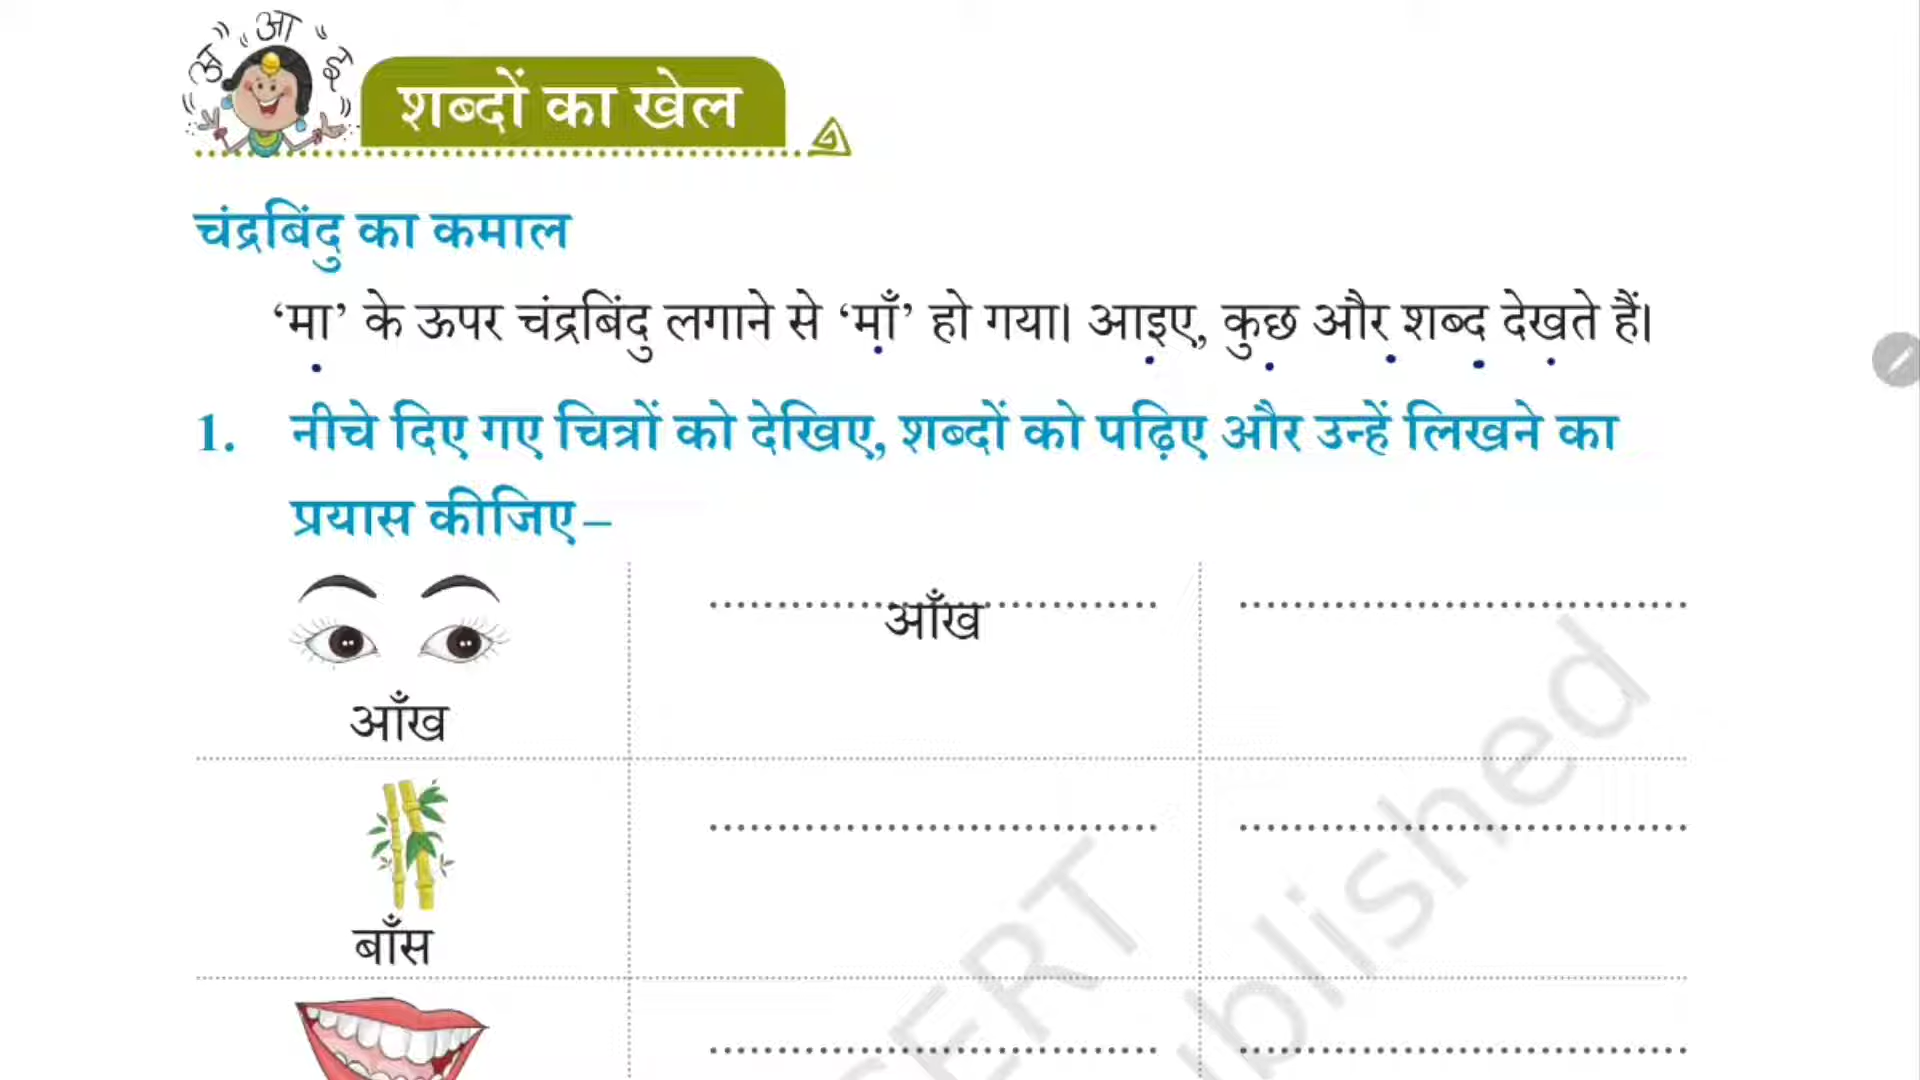 अ आ इ
शब्दों का खेल
चंद्रबिंदु का कमाल
‘मा’ के ऊपर चंद्रबिंदु लगाने से ‘माँ’ हो गया। आइए, कुछ और शब्द देखते हैं।
1. नीचे दिए गए चित्रों को देखिए, शब्दों को पढ़िए और उन्हें लिखने का
प्रयास कीजिए –
आँख
आँख
बाँस